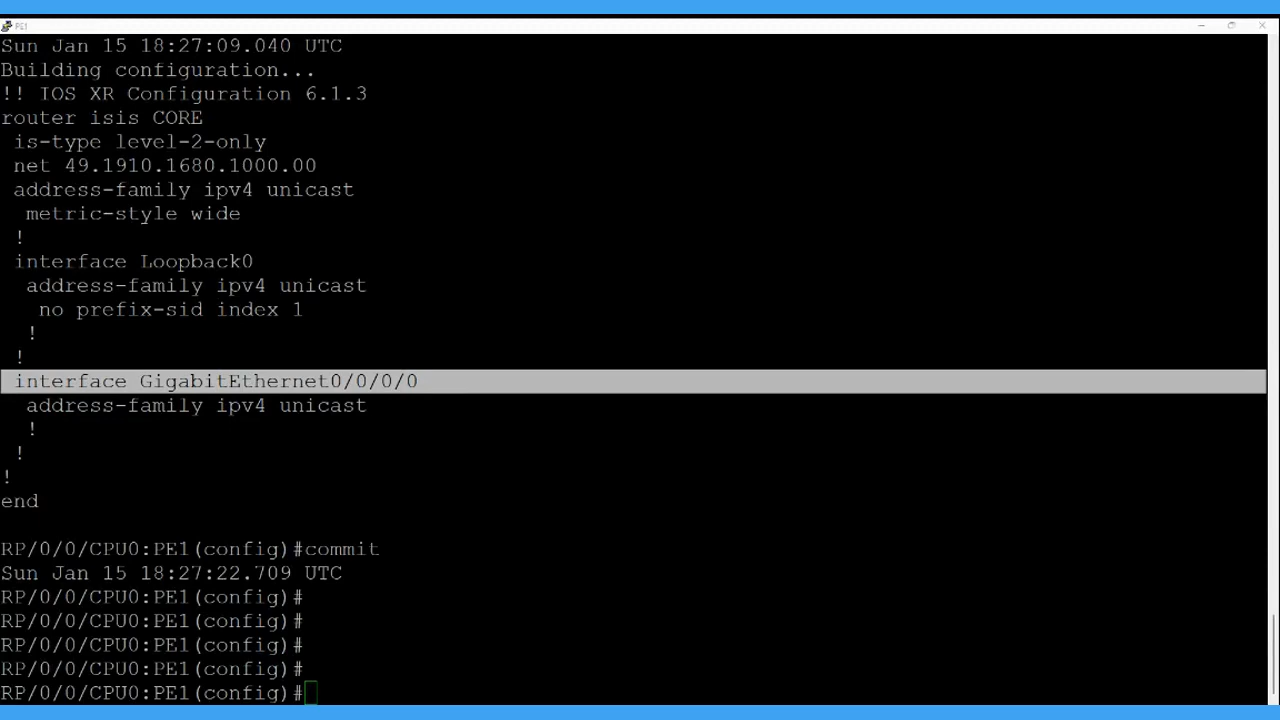 PE1
Sun Jan 15 18:27:09.040 UTC
Building configuration...
!! IOS XR Configuration 6.1.3
router isis CORE
 is-type level-2-only
 net 49.1910.1680.1000.00
 address-family ipv4 unicast
  metric-style wide
 !
 interface Loopback0
  address-family ipv4 unicast
   no prefix-sid index 1
  !
 !
 interface GigabitEthernet0/0/0/0
  address-family ipv4 unicast
  !
 !
!
end
RP/0/0/CPU0:PE1(config)#commit
Sun Jan 15 18:27:22.709 UTC
RP/0/0/CPU0:PE1(config)#
RP/0/0/CPU0:PE1(config)#
RP/0/0/CPU0:PE1(config)#
RP/0/0/CPU0:PE1(config)#
RP/0/0/CPU0:PE1(config)#